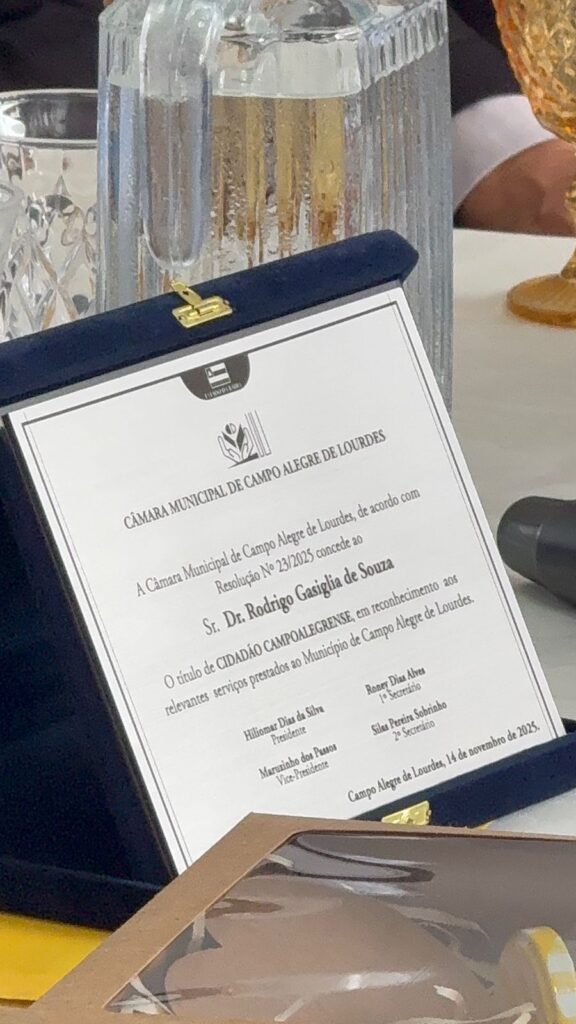 CÂMARA MUNICIPAL DE CAMPO ALEGRE DE LOURDES
A Câmara Municipal de Campo Alegre de Lourdes, de acordo com
Resolução Nº 23/2025 concede ao
Sr. Dr. Rodrigo Gasiglia de Souza
O título de CIDADÃO CAMPOALEGRENSE, em reconhecimento aos
relevantes serviços prestados ao Município de Campo Alegre de Lourdes.
Hiliomar Dias da Silva
Presidente
Roney Dias Alves
1º Secretário
Maruzinho dos Passos
Vice-Presidente
Silas Pereira Sobrinho
2º Secretário
Campo Alegre de Lourdes, 14 de novembro de 2025.